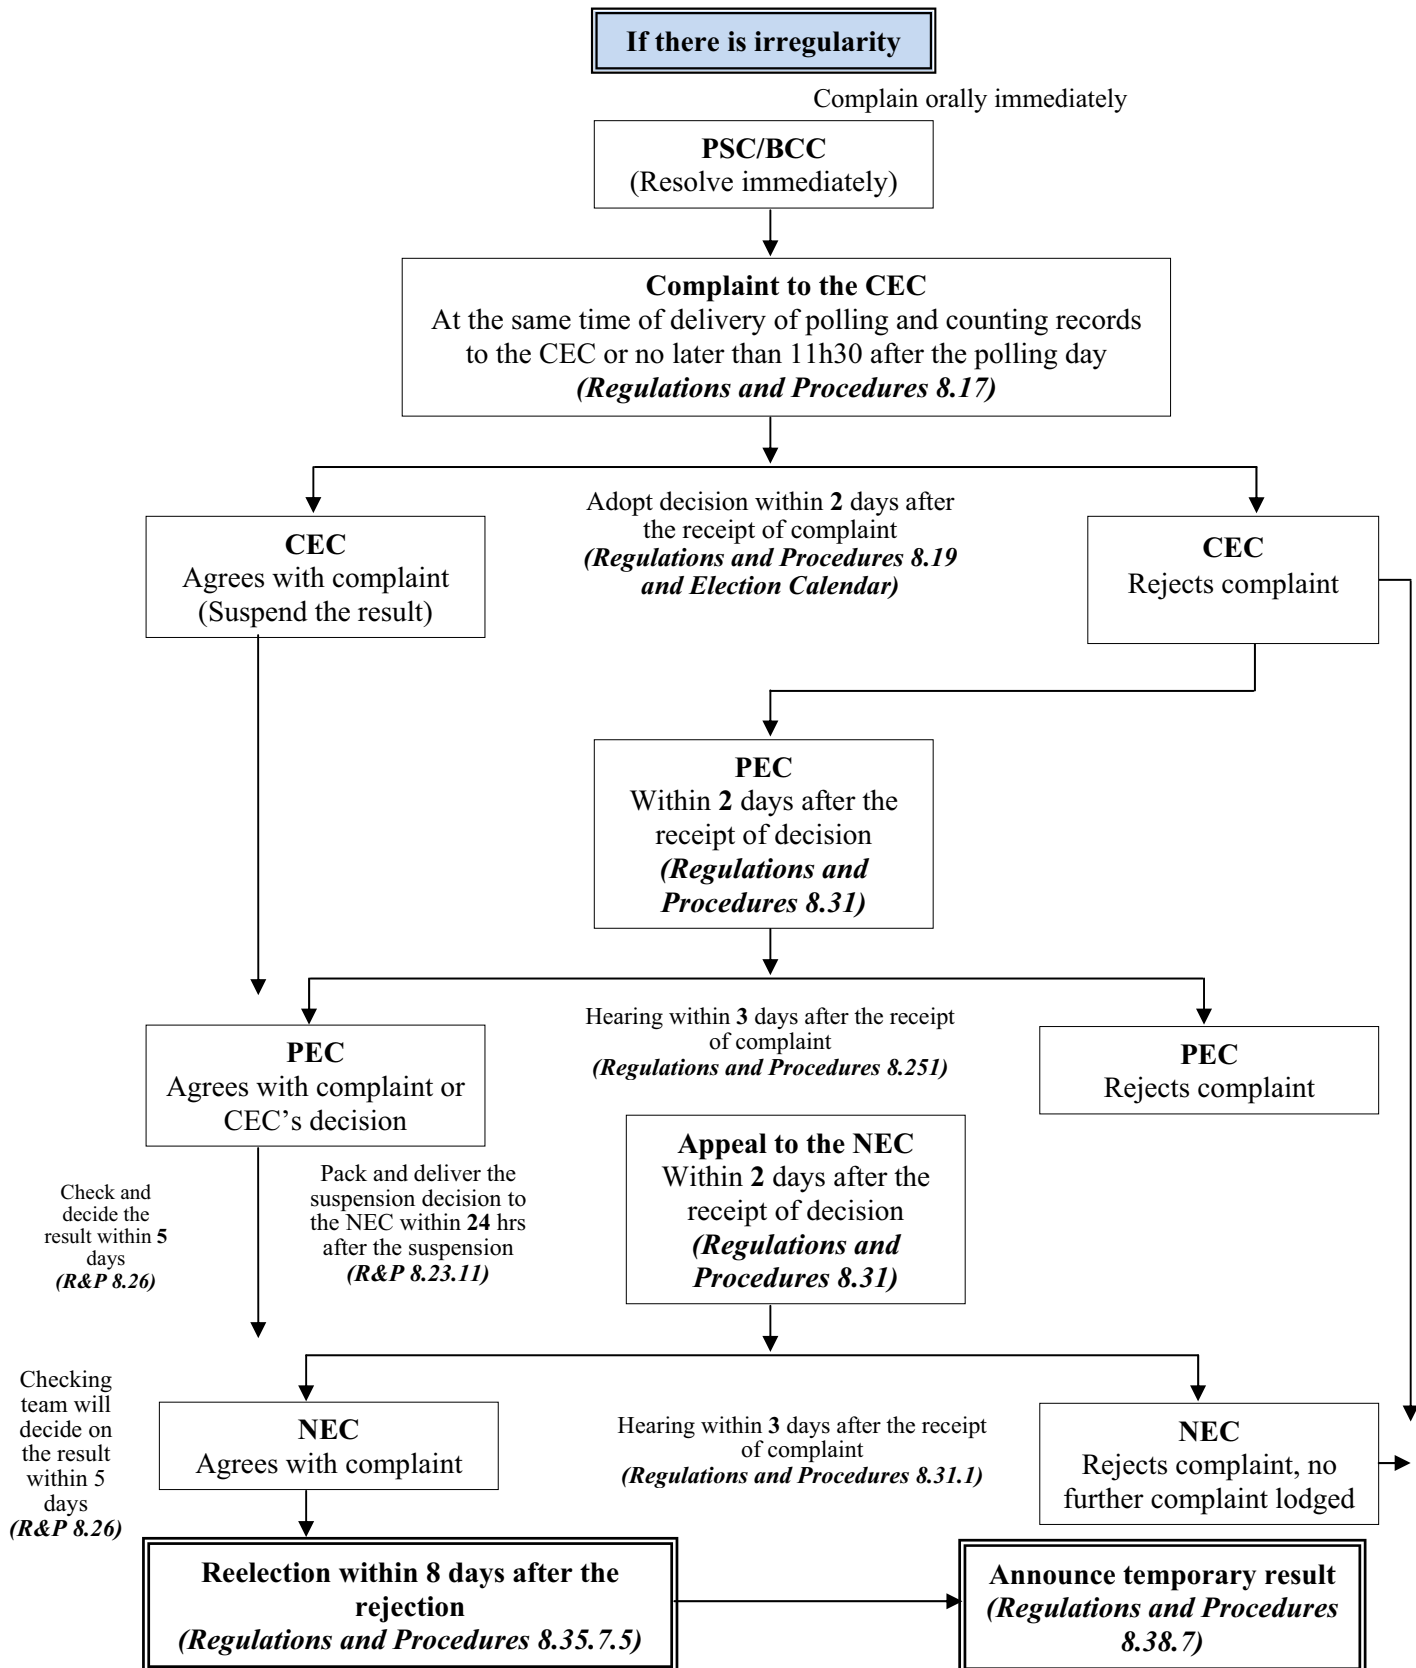 If there is irregularity
Complain orally immediately
PSC/BCC
(Resolve immediately)
Complaint to the CEC
At the same time of delivery of polling and counting records
to the CEC or no later than 11h30 after the polling day
(Regulations and Procedures 8.17)
Adopt decision within 2 days after
the receipt of complaint
(Regulations and Procedures 8.19
and Election Calendar)
CEC
Agrees with complaint
(Suspend the result)
CEC
Rejects complaint
PEC
Within 2 days after the
receipt of decision
(Regulations and
Procedures 8.31)
Hearing within 3 days after the receipt
of complaint
(Regulations and Procedures 8.251)
PEC
Agrees with complaint or
CEC’s decision
PEC
Rejects complaint
Appeal to the NEC
Within 2 days after the
receipt of decision
(Regulations and
Procedures 8.31)
Check and
decide the
result within 5
days
(R&P 8.26)
Pack and deliver the
suspension decision to
the NEC within 24 hrs
after the suspension
(R&P 8.23.11)
Checking
team will
decide on
the result
within 5
days
(R&P 8.26)
NEC
Agrees with complaint
Hearing within 3 days after the receipt
of complaint
(Regulations and Procedures 8.31.1)
NEC
Rejects complaint, no
further complaint lodged
Reelection within 8 days after the
rejection
(Regulations and Procedures 8.35.7.5)
Announce temporary result
(Regulations and Procedures
8.38.7)